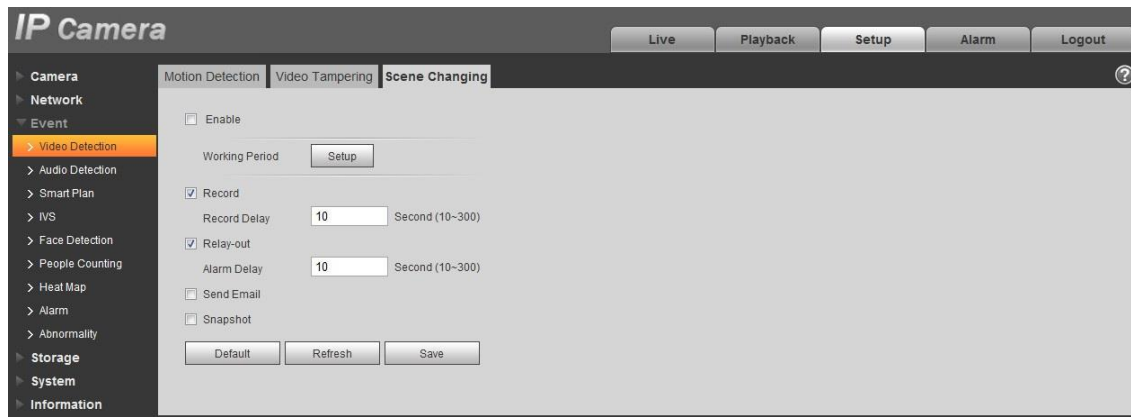 IP Camera
Live
Playback
Setup
Alarm
Logout
Camera
Network
Event
Video Detection
Audio Detection
Smart Plan
IVS
Face Detection
People Counting
Heat Map
Alarm
Abnormality
Storage
System
Information
Motion Detection Video Tampering Scene Changing
?
Enable
Working Period Setup
Record
Record Delay 10 Second (10~300)
Relay-out
Alarm Delay 10 Second (10~300)
Send Email
Snapshot
Default Refresh Save